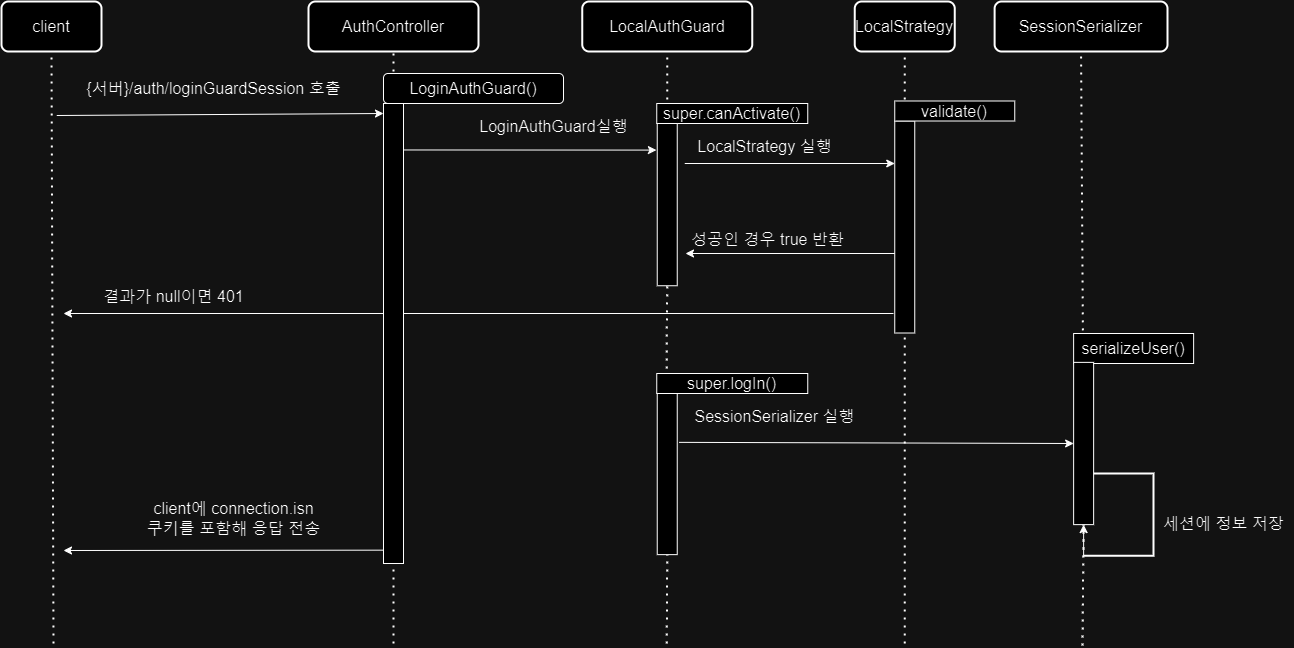 client
AuthController
LocalAuthGuard
LocalStrategy
SessionSerializer
{서버}/auth/loginGuardSession 호출
LoginAuthGuard()
super.canActivate()
validate()
LoginAuthGuard실행
LocalStrategy 실행
성공인 경우 true 반환
결과가 null이면 401
serializeUser()
super.logIn()
SessionSerializer 실행
client에 connection.isn
쿠키를 포함해 응답 전송
세션에 정보 저장